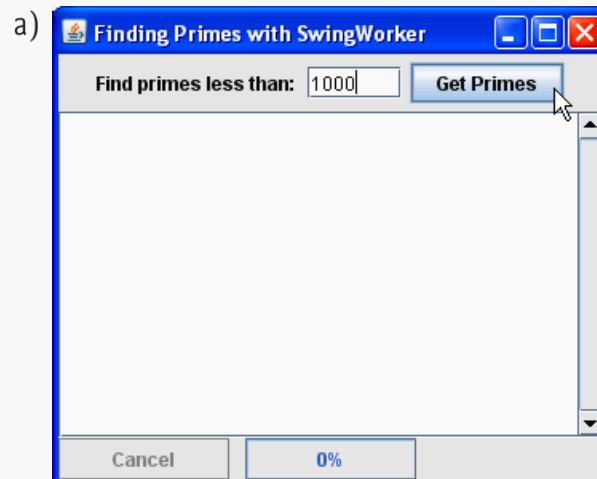 a)
Finding Primes with SwingWorker
Find primes less than: 1000 Get Primes
Cancel 0%